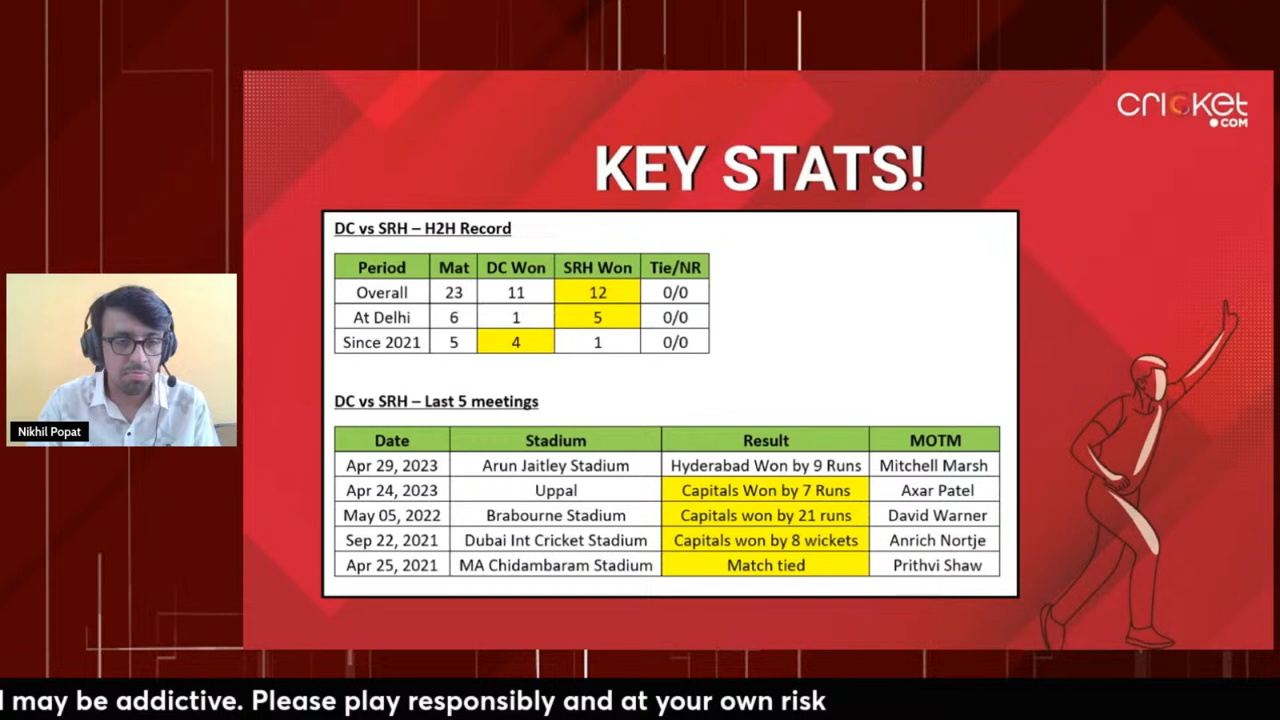 cricket
.COM
KEY STATS!
DC vs SRH – H2H Record
Period Mat DC Won SRH Won Tie/NR
Overall 23 11 12 0/0
At Delhi 6 1 5 0/0
Since 2021 5 4 1 0/0
DC vs SRH – Last 5 meetings
Date Stadium Result MOTM
Apr 29, 2023 Arun Jaitley Stadium Hyderabad Won by 9 Runs Mitchell Marsh
Apr 24, 2023 Uppal Capitals Won by 7 Runs Axar Patel
May 05, 2022 Brabourne Stadium Capitals won by 21 runs David Warner
Sep 22, 2021 Dubai Int Cricket Stadium Capitals won by 8 wickets Anrich Nortje
Apr 25, 2021 MA Chidambaram Stadium Match tied Prithvi Shaw
Nikhil Popat
may be addictive. Please play responsibly and at your own risk